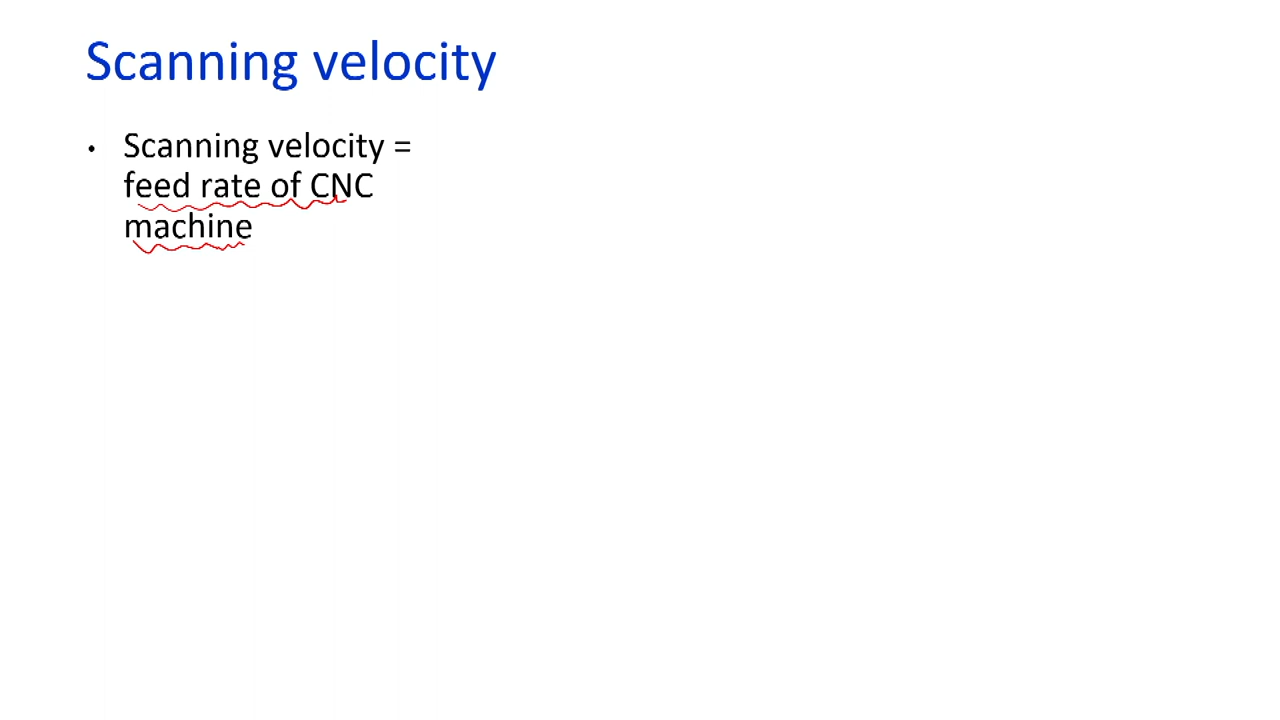 Scanning velocity
• Scanning velocity =
feed rate of CNC
machine